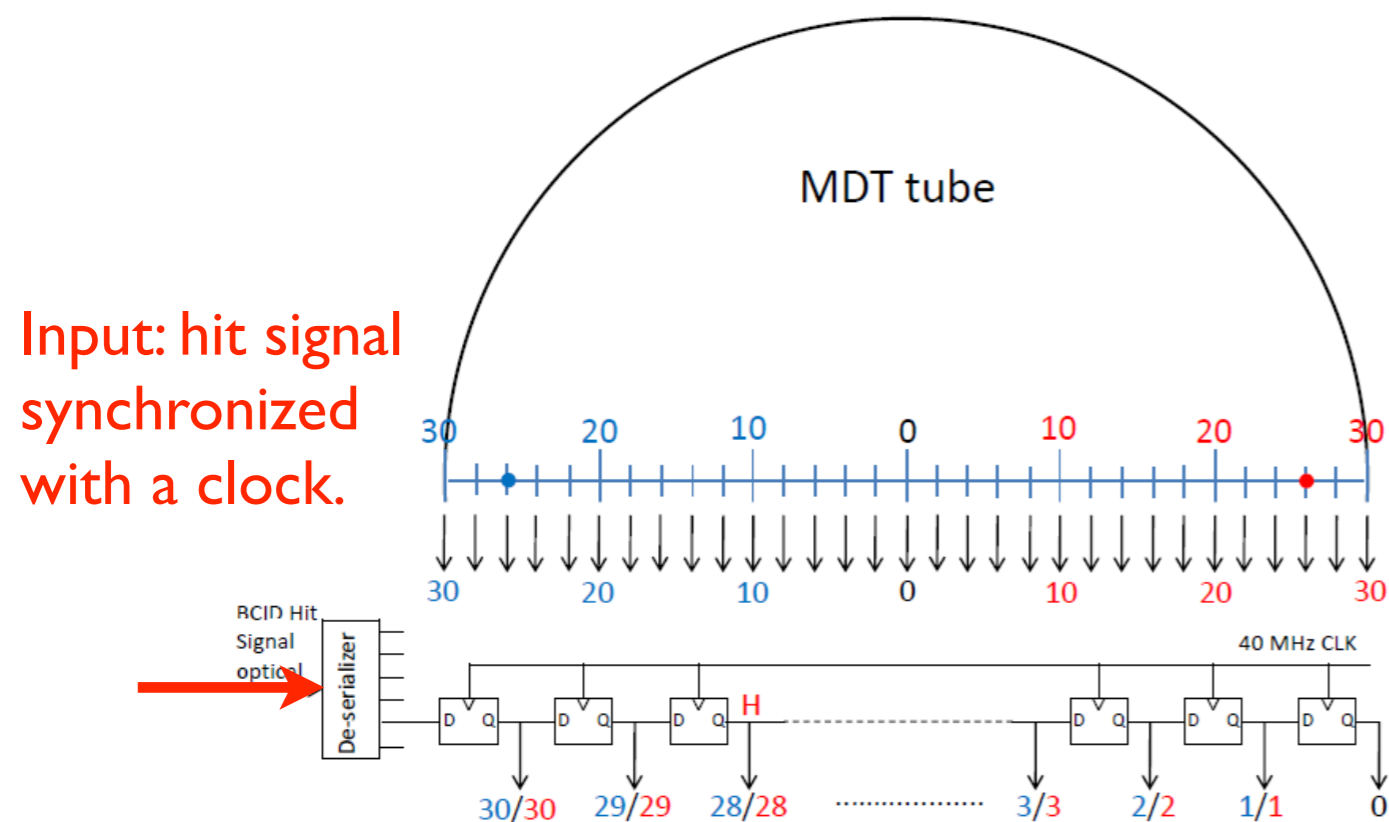 MDT tube
Input: hit signal
synchronized
with a clock.
30 20 10 0 10 20 30
30 20 10 0 10 20 30
BCID Hit
Signal
optical
De-serializer
40 MHz CLK
H
D Q D Q D Q D Q D Q D Q
30/30 29/29 28/28 .................. 3/3 2/2 1/1 0